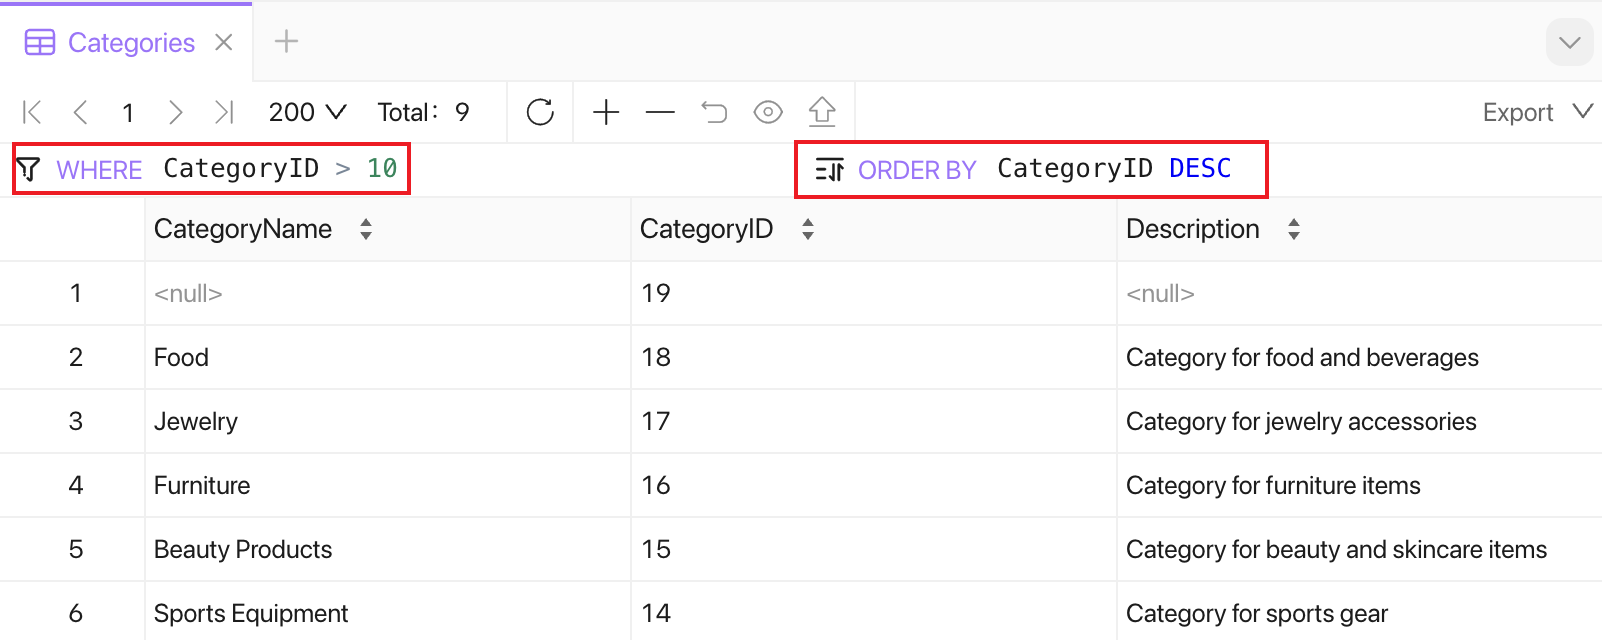 Categories
1 200 Total: 9 Export
WHERE CategoryID > 10 ORDER BY CategoryID DESC
CategoryName CategoryID Description
1 <null> 19 <null>
2 Food 18 Category for food and beverages
3 Jewelry 17 Category for jewelry accessories
4 Furniture 16 Category for furniture items
5 Beauty Products 15 Category for beauty and skincare items
6 Sports Equipment 14 Category for sports gear